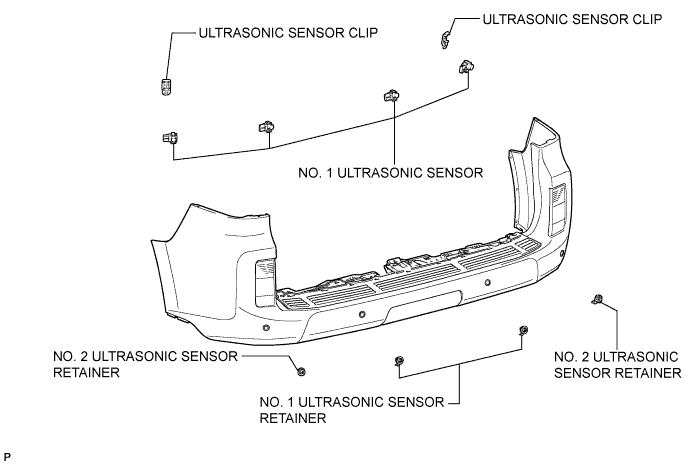 ULTRASONIC SENSOR CLIP
ULTRASONIC SENSOR CLIP
NO. 1 ULTRASONIC SENSOR
NO. 2 ULTRASONIC SENSOR
RETAINER
NO. 2 ULTRASONIC
SENSOR RETAINER
NO. 1 ULTRASONIC SENSOR
RETAINER
P